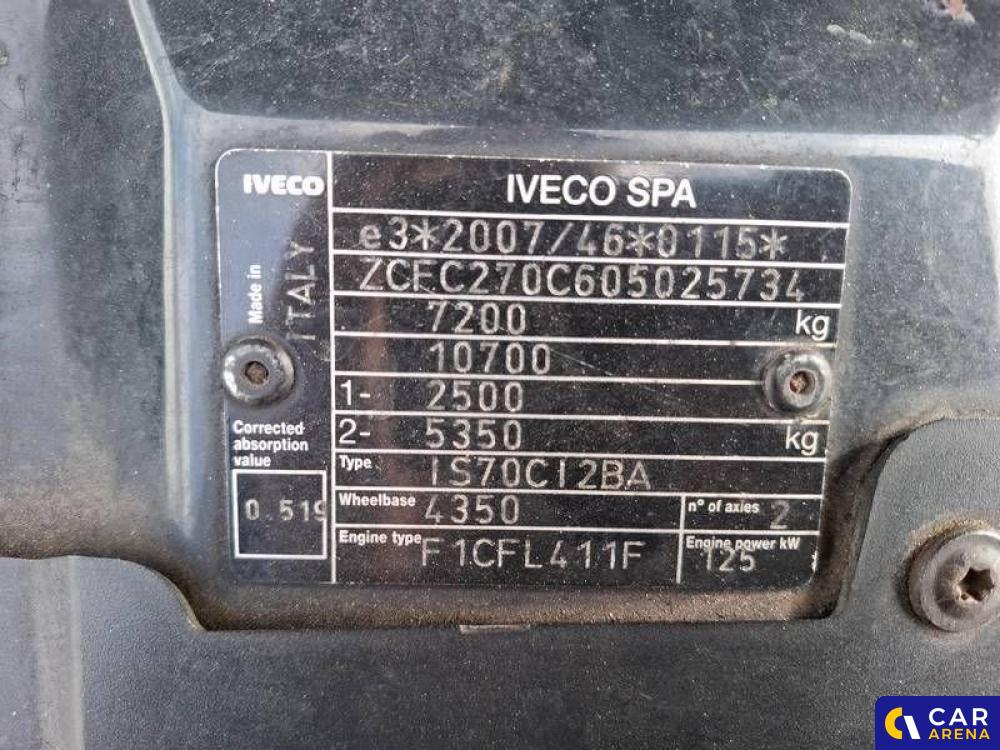 IVECO
IVECO SPA
e3*2007/46*0115*
ZCFC270C605025734
7200 kg
10700
1- 2500
2- 5350 kg
Type IS70CI2BA
Wheelbase 4350
n° of axies 2
Engine type F1CFL411F
Engine power kW 125
Made in ITALY
Corrected
absorption
value
0.519
CAR
ARENA